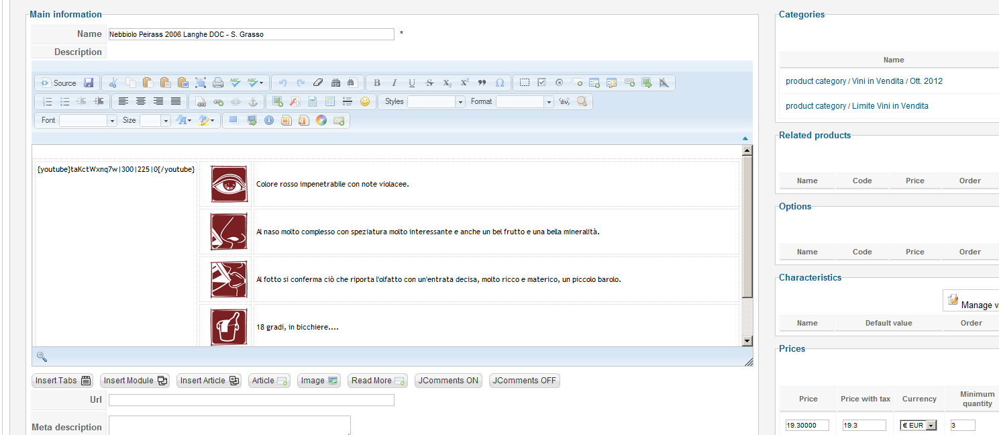 Main information
Name Nebbiolo Peirass 2006 Langhe DOC - S. Grasso *
Description
Source ABC ABC B I U S X₂ X² Ω
Styles Format
Font Size
{youtube}taKctWxnq7w|300|225|0{/youtube}
Colore rosso impenetrabile con note violacee.
Al naso molto complesso con speziatura molto interessante e anche un bel frutto e una bella mineralità.
Al fotto si conferma ciò che riporta l'olfatto con un'entrata decisa, molto ricco e materico, un piccolo barolo.
18 gradi, in bicchiere....
Insert Tabs Insert Module Insert Article Article Image Read More JComments ON JComments OFF
Url
Meta description
Categories
Name
product category / Vini in Vendita / Ott. 2012
product category / Limite Vini in Vendita
Related products
Name Code Price Order
Options
Name Code Price Order
Characteristics
Manage v
Name Default value Order
Prices
Price Price with tax Currency Minimum
quantity
19.30000 19.3 € EUR 3